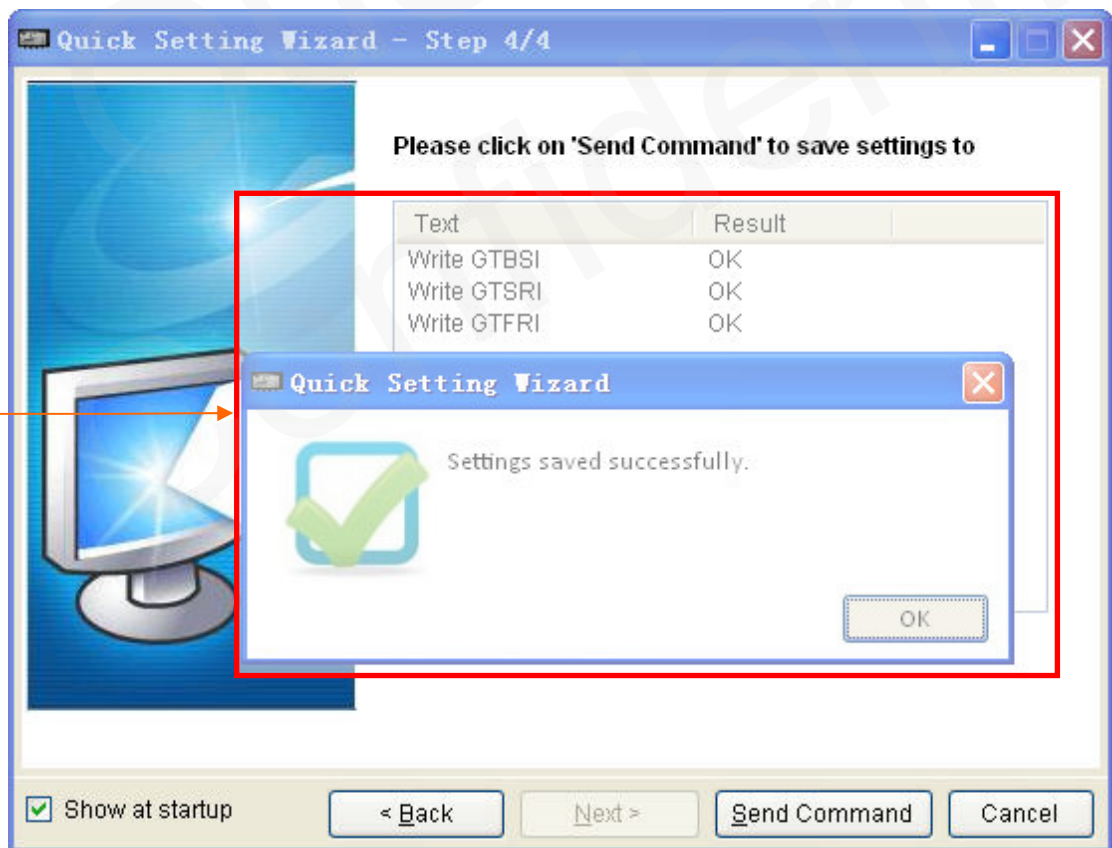 Quick Setting Wizard - Step 4/4
Please click on 'Send Command' to save settings to
Text Result
Write GTBSI OK
Write GTSRI OK
Write GTFRI OK
Quick Setting Wizard
Settings saved successfully.
OK
Show at startup < Back Next > Send Command Cancel